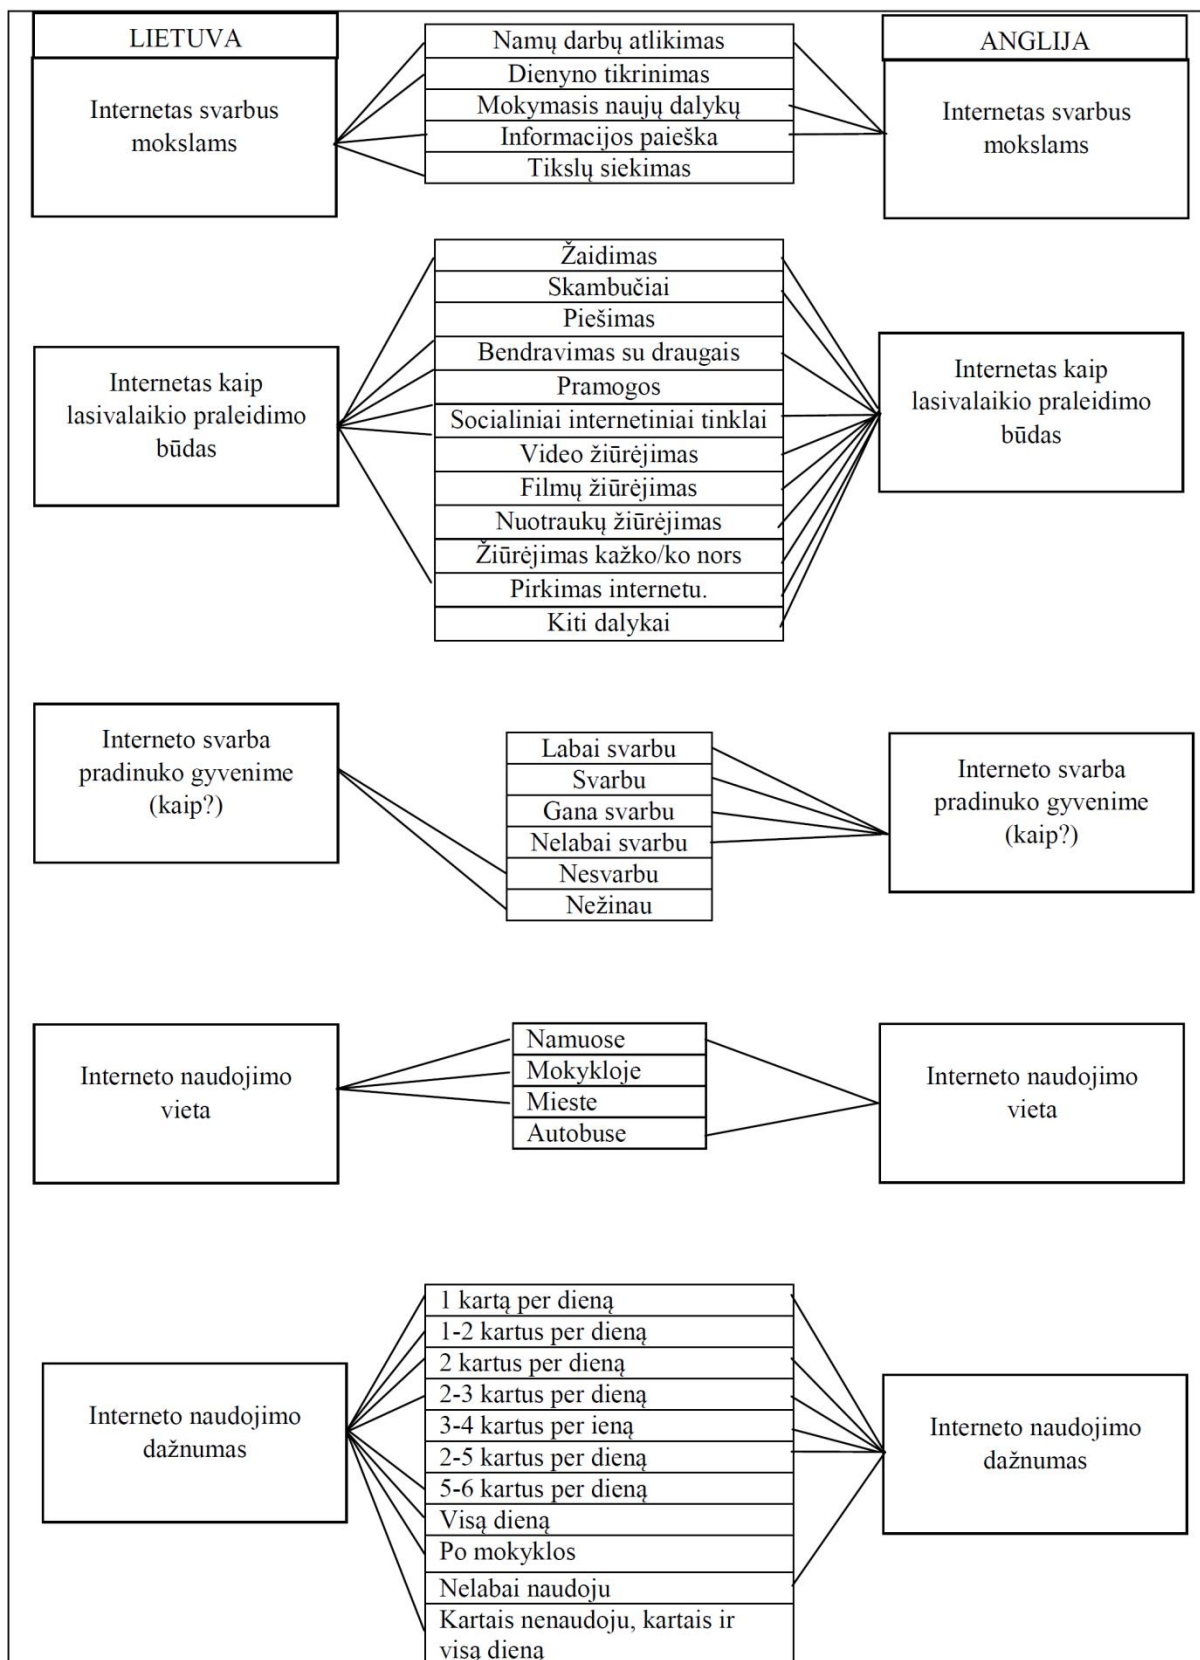 LIETUVA
Internetas svarbus
mokslams
Namų darbų atlikimas
Dienyno tikrinimas
Mokymasis naujų dalykų
Informacijos paieška
Tikslų siekimas
ANGLIJA
Internetas svarbus
mokslams
Internetas kaip
lasivalaikio praleidimo
būdas
Žaidimas
Skambučiai
Piešimas
Bendravimas su draugais
Pramogos
Socialiniai internetiniai tinklai
Video žiūrėjimas
Filmų žiūrėjimas
Nuotraukų žiūrėjimas
Žiūrėjimas kažko/ko nors
Pirkimas internetu.
Kiti dalykai
Internetas kaip
lasivalaikio praleidimo
būdas
Interneto svarba
pradinuko gyvenime
(kaip?)
Labai svarbu
Svarbu
Gana svarbu
Nelabai svarbu
Nesvarbu
Nežinau
Interneto svarba
pradinuko gyvenime
(kaip?)
Interneto naudojimo
vieta
Namuose
Mokykloje
Mieste
Autobuse
Interneto naudojimo
vieta
Interneto naudojimo
dažnumas
1 kartą per dieną
1-2 kartus per dieną
2 kartus per dieną
2-3 kartus per dieną
3-4 kartus per ieną
2-5 kartus per dieną
5-6 kartus per dieną
Visą dieną
Po mokyklos
Nelabai naudoju
Kartais nenaudoju, kartais ir
visą dieną
Interneto naudojimo
dažnumas